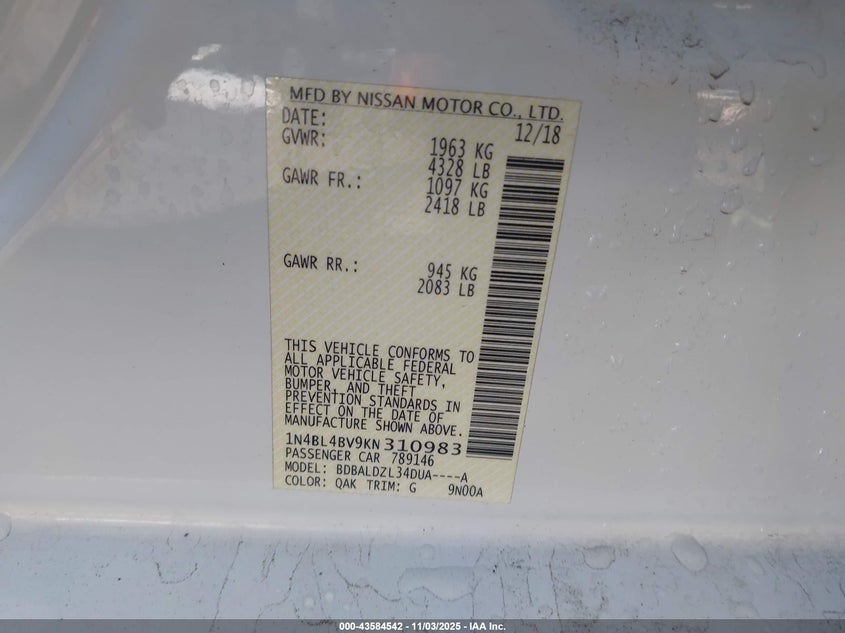 MFD BY NISSAN MOTOR CO., LTD.
DATE: 12/18
GVWR: 1963 KG
4328 LB
GAWR FR.: 1097 KG
2418 LB
GAWR RR.: 945 KG
2083 LB
THIS VEHICLE CONFORMS TO
ALL APPLICABLE FEDERAL
MOTOR VEHICLE SAFETY,
BUMPER, AND THEFT
PREVENTION STANDARDS IN
EFFECT ON THE DATE OF
MANUFACTURE SHOWN ABOVE.
1N4BL4BV9KN310983
PASSENGER CAR 789146
MODEL: BDBALDZL34DUA----A
COLOR: QAK TRIM: G 9N00A
000-43584542 - 11/03/2025 - IAA Inc.